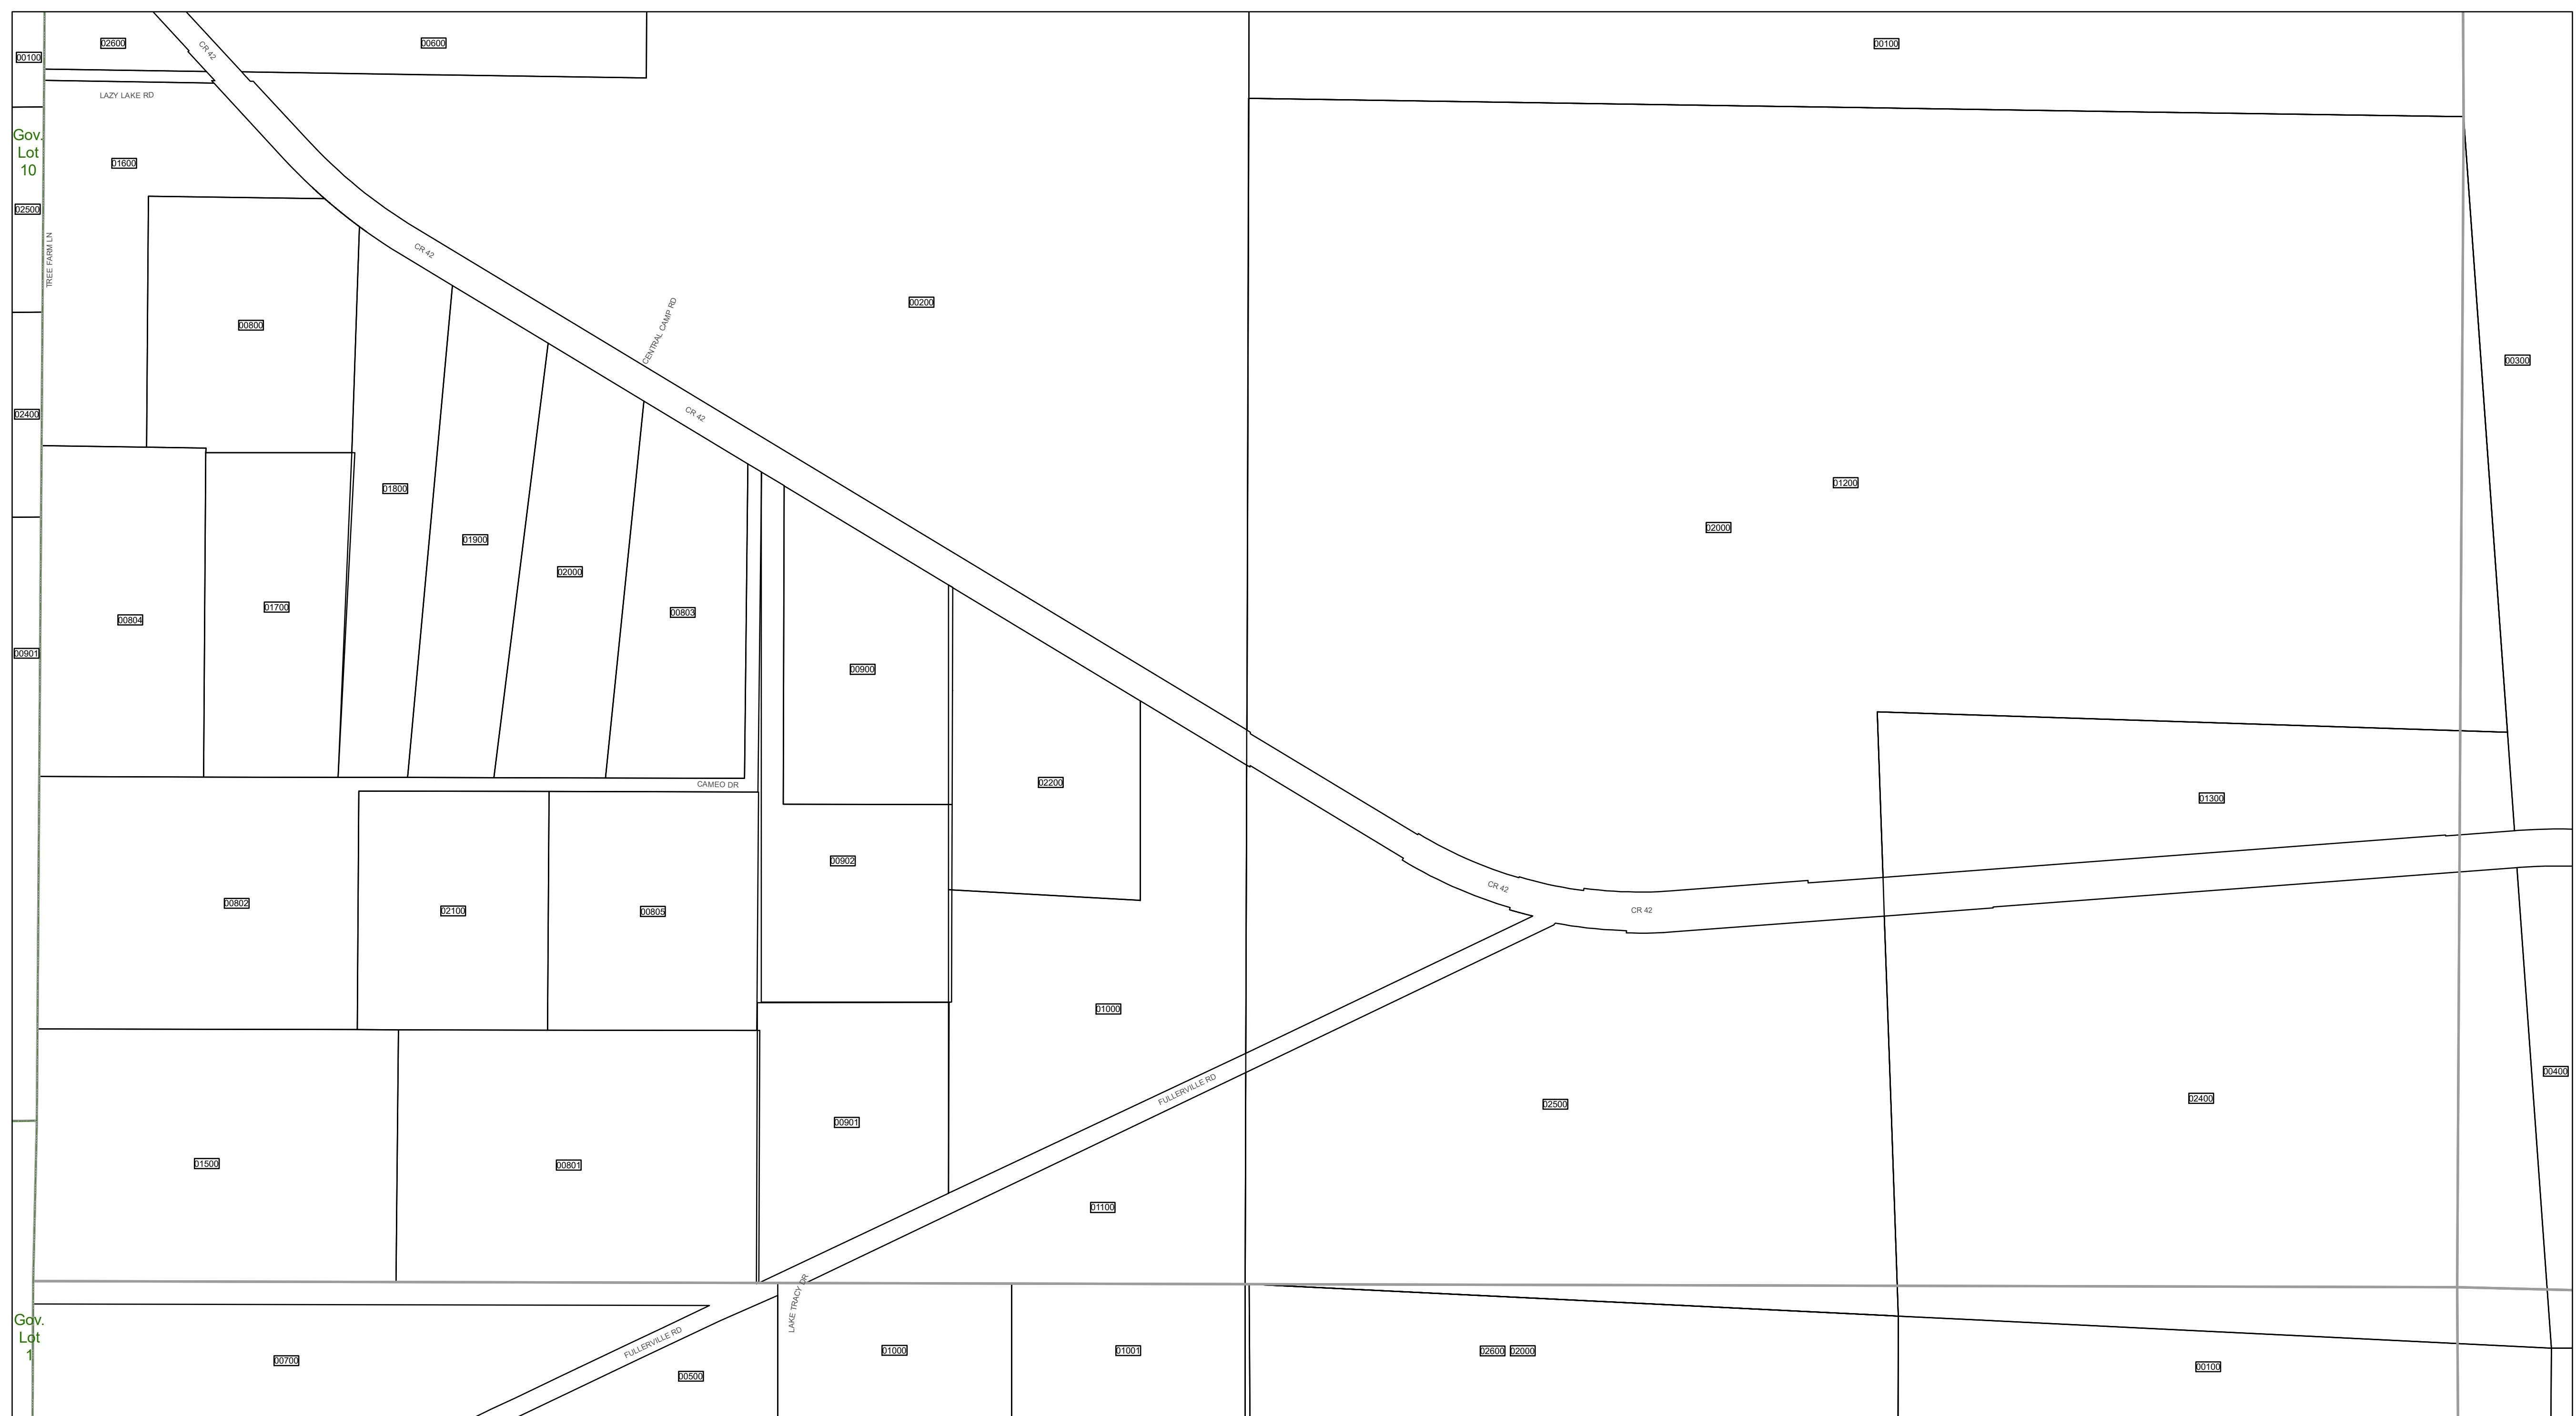 02600
CR 42
00600
00100
00100
LAZY LAKE RD
Gov.
Lot
10
01600
02500
TREE FARM LN
CR 42
00800
CENTRAL CAMP RD
00200
00300
02400
CR 42
01800
01200
02000
01900
02000
01700
00803
00804
00901
00900
CAMEO DR
02200
01300
00902
00802
02100
00805
CR 42
CR 42
01000
00400
FULLERVILLE RD
02500
02400
00901
01500
00801
01100
LAKE TRACY DR
Gov.
Lot
1
FULLERVILLE RD
00700
00500
01000
01001
02600
02000
00100